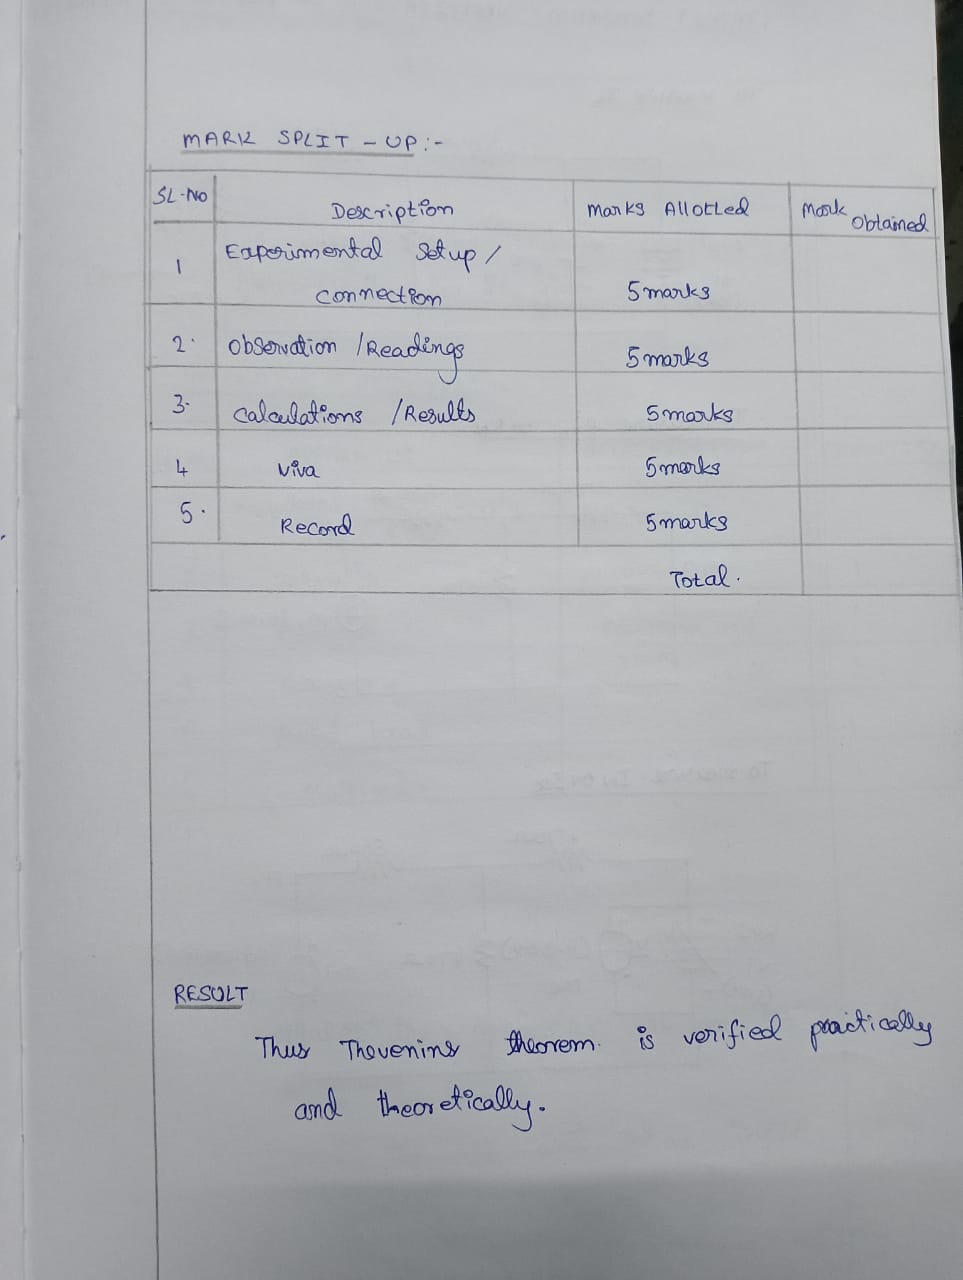 MARK SPLIT - UP :-
SL.No Description Marks Allotted Mark Obtained
1 Experimental Setup /
connection 5 marks
2. Observation / Readings 5 marks
3. Calculations / Results 5 marks
4 Viva 5 marks
5. Record 5 marks
Total.
RESULT
Thus Thevenins theorem. is verified practically
and theoretically.